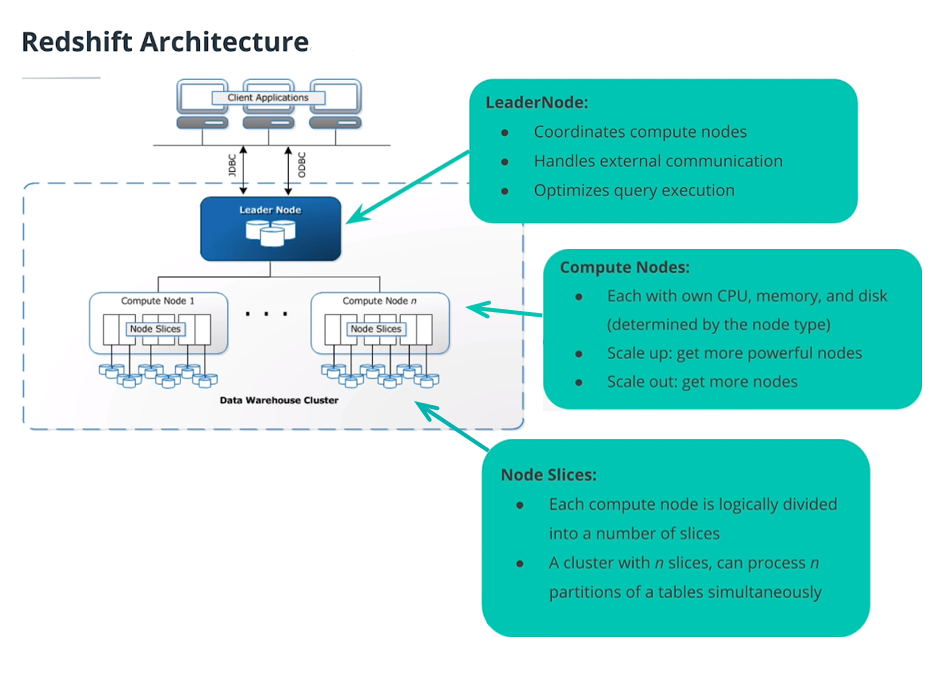 Redshift Architecture
Client Applications
JDBC
ODBC
Leader Node
Compute Node 1
Node Slices
. . .
Compute Node n
Node Slices
Data Warehouse Cluster
LeaderNode:
● Coordinates compute nodes
● Handles external communication
● Optimizes query execution
Compute Nodes:
● Each with own CPU, memory, and disk
(determined by the node type)
● Scale up: get more powerful nodes
● Scale out: get more nodes
Node Slices:
● Each compute node is logically divided
into a number of slices
● A cluster with n slices, can process n
partitions of a tables simultaneously